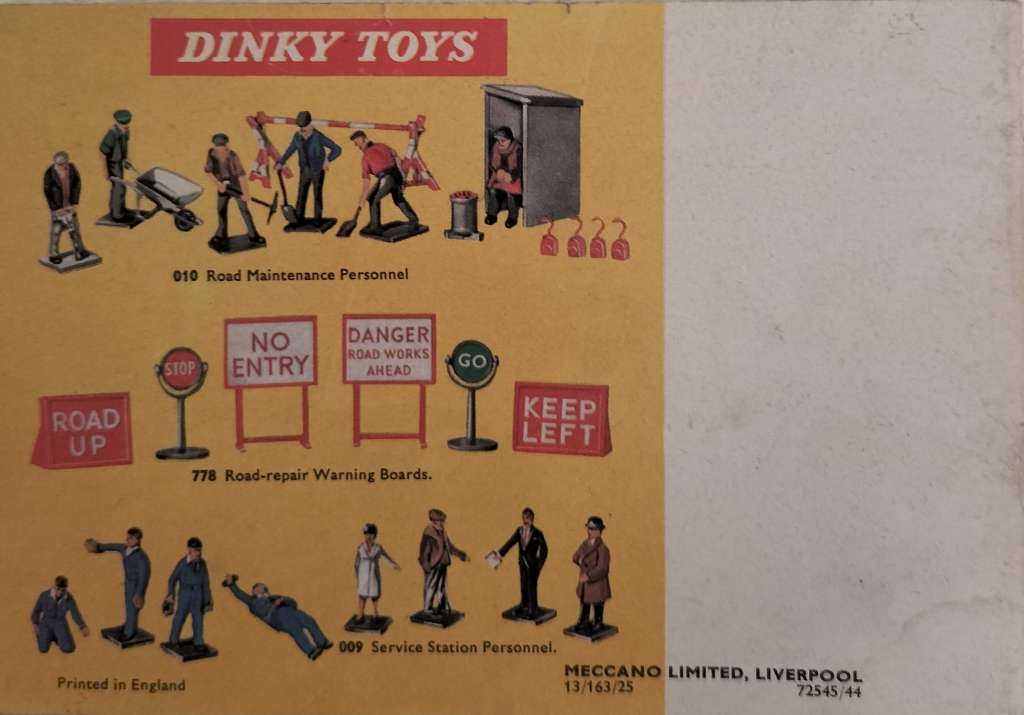 DINKY TOYS
010 Road Maintenance Personnel
STOP
NO
ENTRY
DANGER
ROAD WORKS
AHEAD
GO
ROAD
UP
KEEP
LEFT
778 Road-repair Warning Boards.
009 Service Station Personnel.
Printed in England
MECCANO LIMITED, LIVERPOOL
13/163/25
72545/44